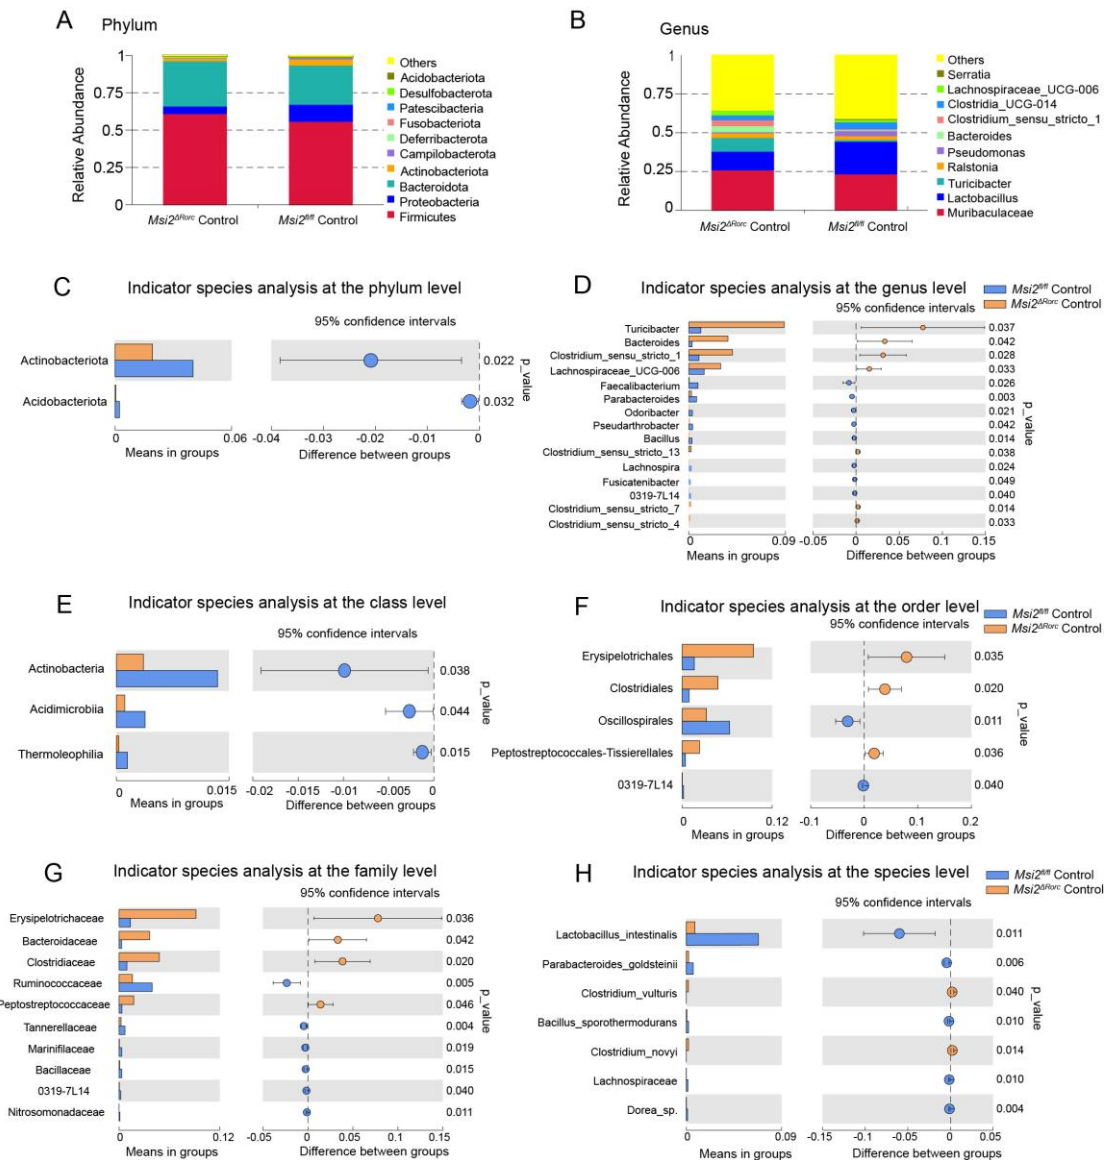 A Phylum
Relative Abundance
1
0.75
0.5
0.25
0
Msi2ΔRorc Control
Msi2fl/fl Control
Others
Acidobacteriota
Desulfobacterota
Patescibacteria
Fusobacteriota
Deferribacterota
Campilobacterota
Actinobacteriota
Bacteroidota
Proteobacteria
Firmicutes
B Genus
Relative Abundance
1
0.75
0.5
0.25
0
Msi2ΔRorc Control
Msi2fl/fl Control
Others
Serratia
Lachnospiraceae_UCG-006
Clostridia_UCG-014
Clostridium_sensu_stricto_1
Bacteroides
Pseudomonas
Ralstonia
Turicibacter
Lactobacillus
Muribaculaceae
C Indicator species analysis at the phylum level
95% confidence intervals
Actinobacteriota 0.022
Acidobacteriota 0.032
p_value
0 0.06 -0.04 -0.03 -0.02 -0.01 0
Means in groups Difference between groups
D Indicator species analysis at the genus level
Msi2fl/fl Control
Msi2ΔRorc Control
95% confidence intervals
Turicibacter 0.037
Bacteroides 0.042
Clostridium_sensu_stricto_1 0.028
Lachnospiraceae_UCG-006 0.033
Faecalibacterium 0.026
Parabacteroides 0.003
Odoribacter 0.021
Pseudarthrobacter 0.042
Bacillus 0.014
Clostridium_sensu_stricto_13 0.038
Lachnospira 0.024
Fusicatenibacter 0.049
0319-7L14 0.040
Clostridium_sensu_stricto_7 0.014
Clostridium_sensu_stricto_4 0.033
p_value
0 0.09 -0.05 0 0.05 0.1 0.15
Means in groups Difference between groups
E Indicator species analysis at the class level
95% confidence intervals
Actinobacteria 0.038
Acidimicrobiia 0.044
Thermoleophilia 0.015
p_value
0 0.015 -0.02 -0.015 -0.01 -0.005 0
Means in groups Difference between groups
F Indicator species analysis at the order level
Msi2fl/fl Control
Msi2ΔRorc Control
95% confidence intervals
Erysipelotrichales 0.035
Clostridiales 0.020
Oscillospirales 0.011
Peptostreptococcales-Tissierellales 0.036
0319-7L14 0.040
p_value
0 0.12 -0.1 0 0.1 0.2
Means in groups Difference between groups
G Indicator species analysis at the family level
95% confidence intervals
Erysipelotrichaceae 0.036
Bacteroidaceae 0.042
Clostridiaceae 0.020
Ruminococcaceae 0.005
Peptostreptococcaceae 0.046
Tannerellaceae 0.004
Marinifilaceae 0.019
Bacillaceae 0.015
0319-7L14 0.040
Nitrosomonadaceae 0.011
p_value
0 0.12 -0.05 0 0.05 0.1 0.15
Means in groups Difference between groups
H Indicator species analysis at the species level
Msi2fl/fl Control
Msi2ΔRorc Control
95% confidence intervals
Lactobacillus_intestinalis 0.011
Parabacteroides_goldsteinii 0.006
Clostridium_vulturis 0.040
Bacillus_sporothermodurans 0.010
Clostridium_novyi 0.014
Lachnospiraceae 0.010
Dorea_sp. 0.004
p_value
0 0.09 -0.15 -0.1 -0.05 0 0.05
Means in groups Difference between groups